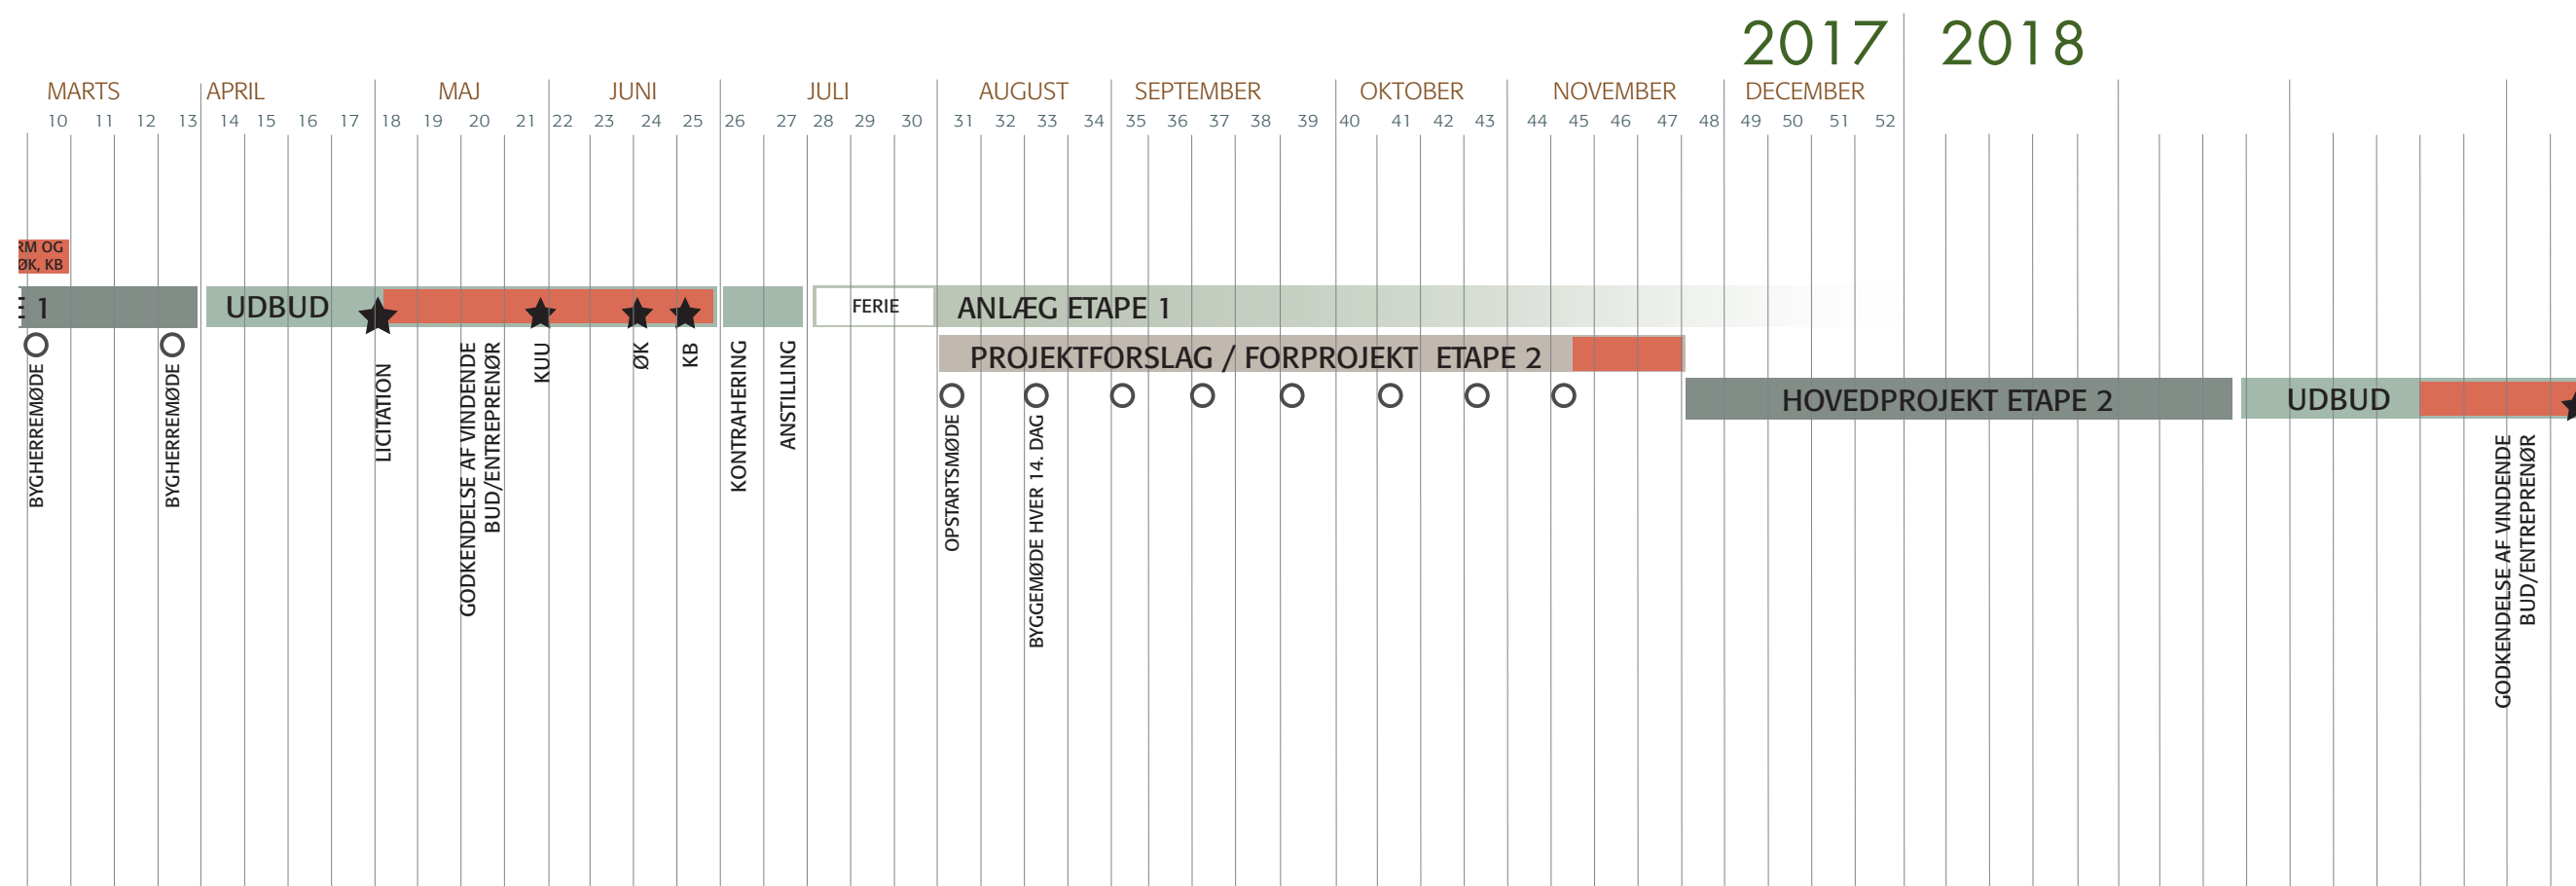 2017 2018
MARTS APRIL MAJ JUNI JULI AUGUST SEPTEMBER OKTOBER NOVEMBER DECEMBER
10 11 12 13 14 15 16 17 18 19 20 21 22 23 24 25 26 27 28 29 30 31 32 33 34 35 36 37 38 39 40 41 42 43 44 45 46 47 48 49 50 51 52
RM OG
ØK, KB
E 1
UDBUD
FERIE
ANLÆG ETAPE 1
PROJEKTFORSLAG / FORPROJEKT ETAPE 2
HOVEDPROJEKT ETAPE 2
UDBUD
BYGHERREMØDE
BYGHERREMØDE
LICITATION
GODKENDELSE AF VINDENDE
BUD/ENTREPRENØR
KUU
ØK
KB
KONTRAHERING
ANSTILLING
OPSTARTSMØDE
BYGGEMØDE HVER 14. DAG
GODKENDELSE AF VINDENDE
BUD/ENTREPRENØR